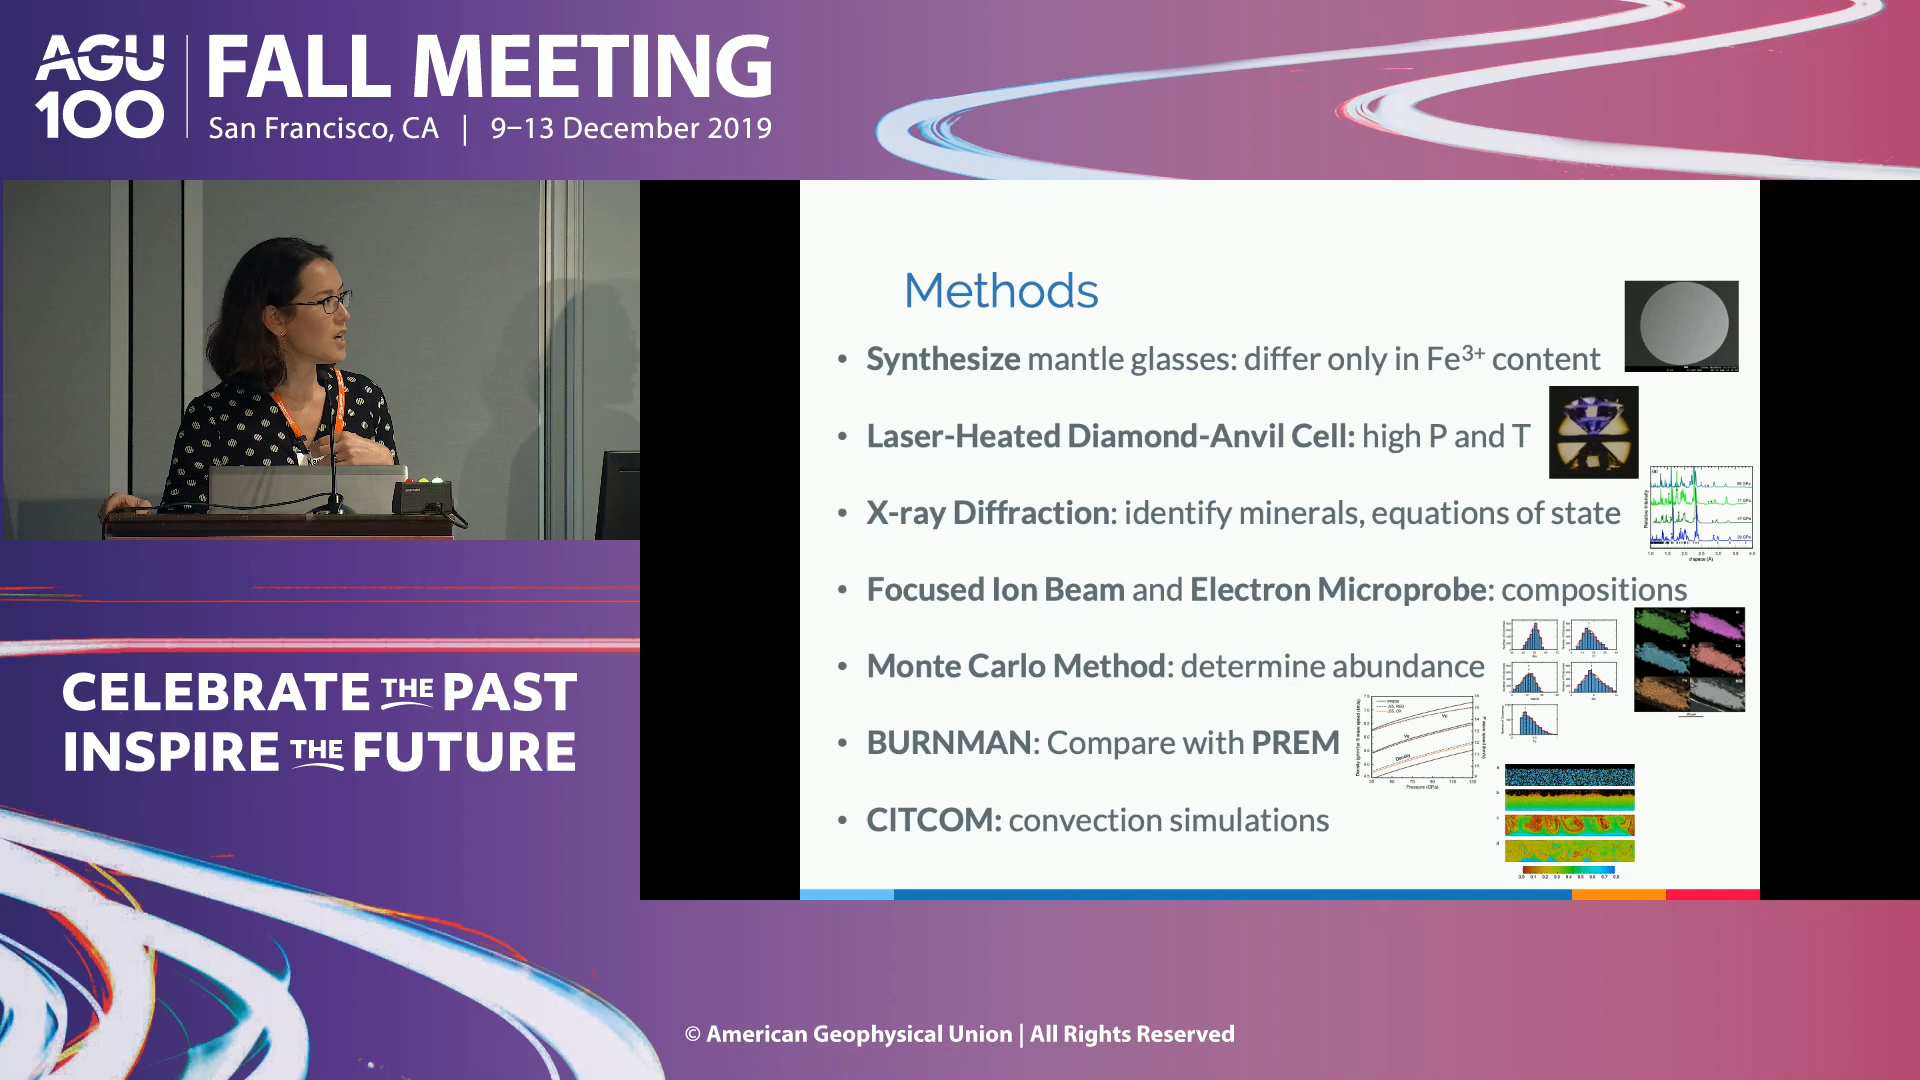 AGU
100
FALL MEETING
San Francisco, CA | 9–13 December 2019
Methods
• Synthesize mantle glasses: differ only in Fe³⁺ content
• Laser-Heated Diamond-Anvil Cell: high P and T
• X-ray Diffraction: identify minerals, equations of state
• Focused Ion Beam and Electron Microprobe: compositions
• Monte Carlo Method: determine abundance
• BURNMAN: Compare with PREM
• CITCOM: convection simulations
CELEBRATE THE PAST
INSPIRE THE FUTURE
© American Geophysical Union | All Rights Reserved